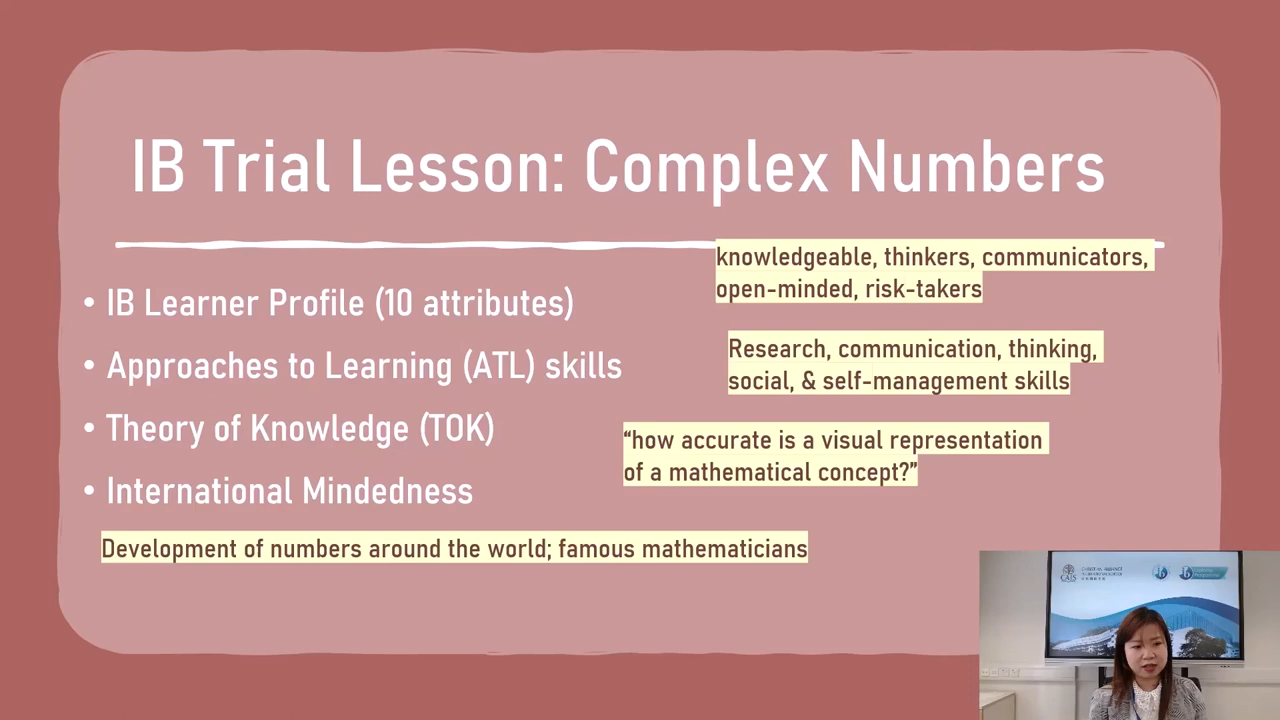 IB Trial Lesson: Complex Numbers
knowledgeable, thinkers, communicators,
open-minded, risk-takers
• IB Learner Profile (10 attributes)
Research, communication, thinking,
social, & self-management skills
• Approaches to Learning (ATL) skills
“how accurate is a visual representation
of a mathematical concept?”
• Theory of Knowledge (TOK)
• International Mindedness
Development of numbers around the world; famous mathematicians
CAIS